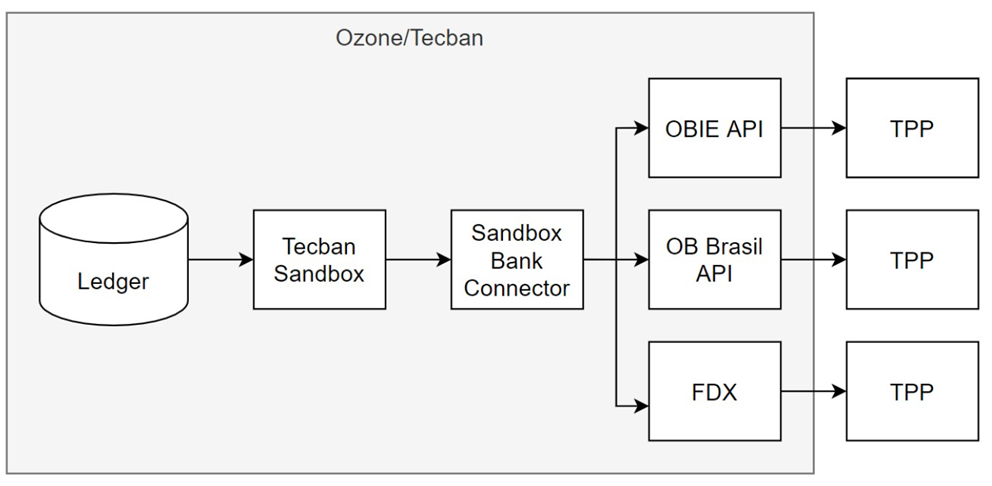 Ozone/Tecban
Ledger
Tecban
Sandbox
Sandbox
Bank
Connector
OBIE API
TPP
OB Brasil
API
TPP
FDX
TPP